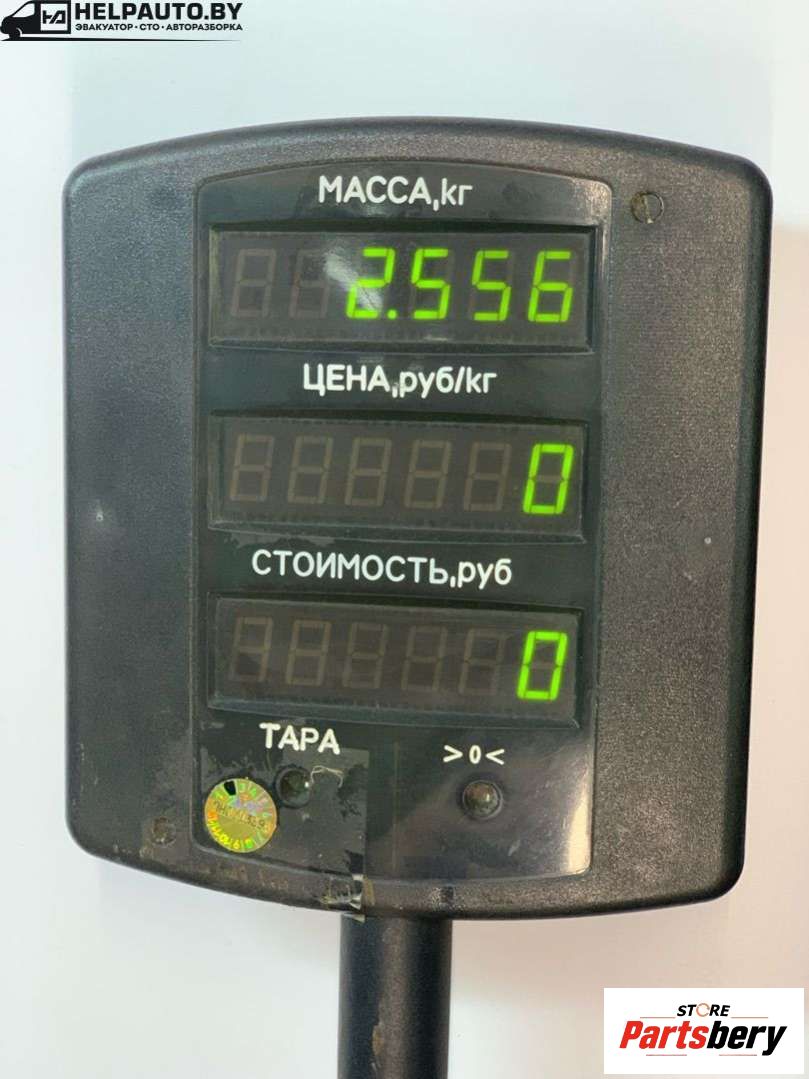 HELPAUTO.BY
ЭВАКУАТОР · СТО · АВТОРАЗБОРКА
МАССА,кг
2.556
ЦЕНА,руб/кг
0
СТОИМОСТЬ,руб
0
ТАРА
>0<
STORE
Partsbery